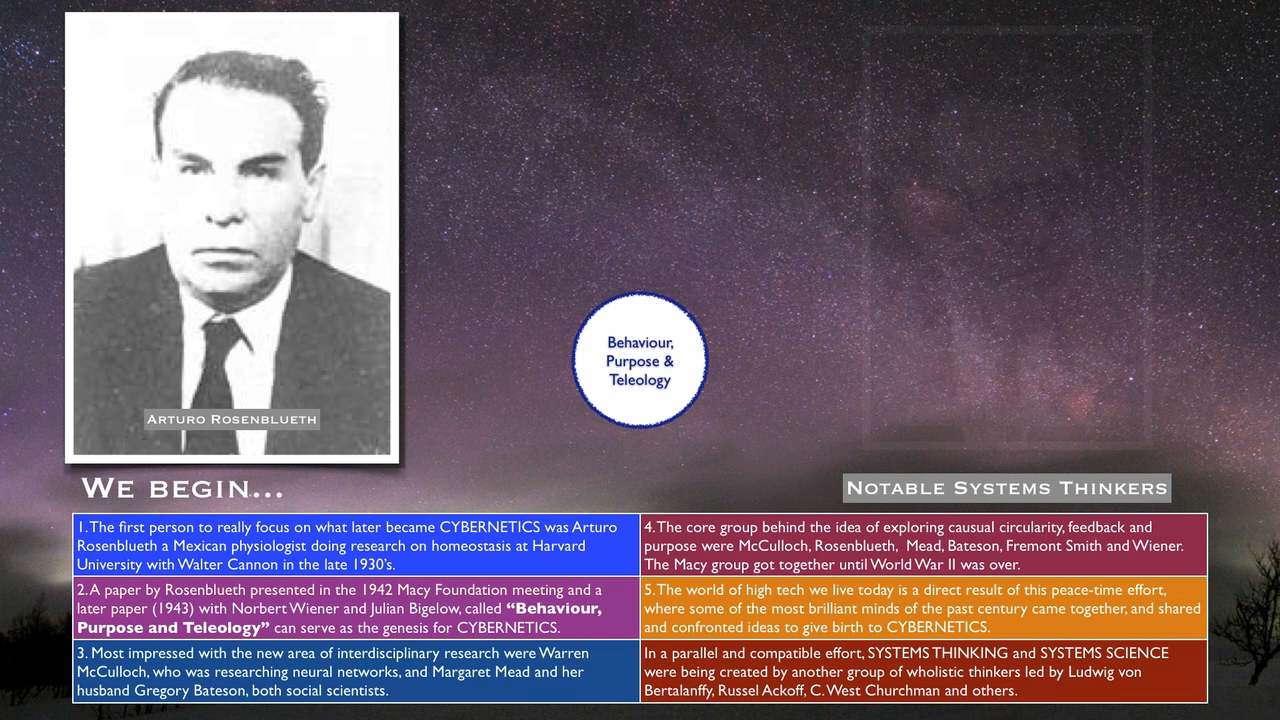 Behaviour,
Purpose &
Teleology
Arturo Rosenblueth
We begin...
Notable Systems Thinkers
1. The first person to really focus on what later became CYBERNETICS was Arturo
Rosenblueth a Mexican physiologist doing research on homeostasis at Harvard
University with Walter Cannon in the late 1930's.
2. A paper by Rosenblueth presented in the 1942 Macy Foundation meeting and a
later paper (1943) with Norbert Wiener and Julian Bigelow, called “Behaviour,
Purpose and Teleology” can serve as the genesis for CYBERNETICS.
3. Most impressed with the new area of interdisciplinary research were Warren
McCulloch, who was researching neural networks, and Margaret Mead and her
husband Gregory Bateson, both social scientists.
4. The core group behind the idea of exploring causual circularity, feedback and
purpose were McCulloch, Rosenblueth, Mead, Bateson, Fremont Smith and Wiener.
The Macy group got together until World War II was over.
5. The world of high tech we live today is a direct result of this peace-time effort,
where some of the most brilliant minds of the past century came together, and shared
and confronted ideas to give birth to CYBERNETICS.
In a parallel and compatible effort, SYSTEMS THINKING and SYSTEMS SCIENCE
were being created by another group of wholistic thinkers led by Ludwig von
Bertalanffy, Russel Ackoff, C. West Churchman and others.